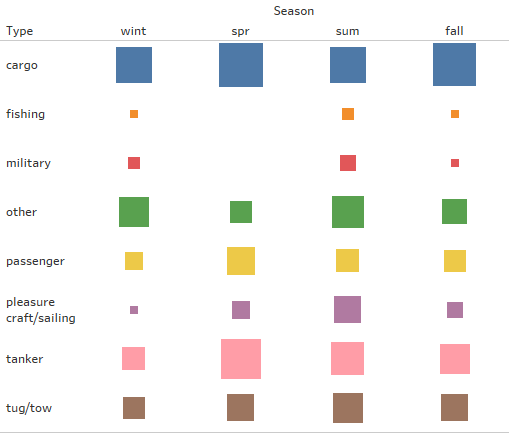 Season
Type wint spr sum fall
cargo
fishing
military
other
passenger
pleasure
craft/sailing
tanker
tug/tow